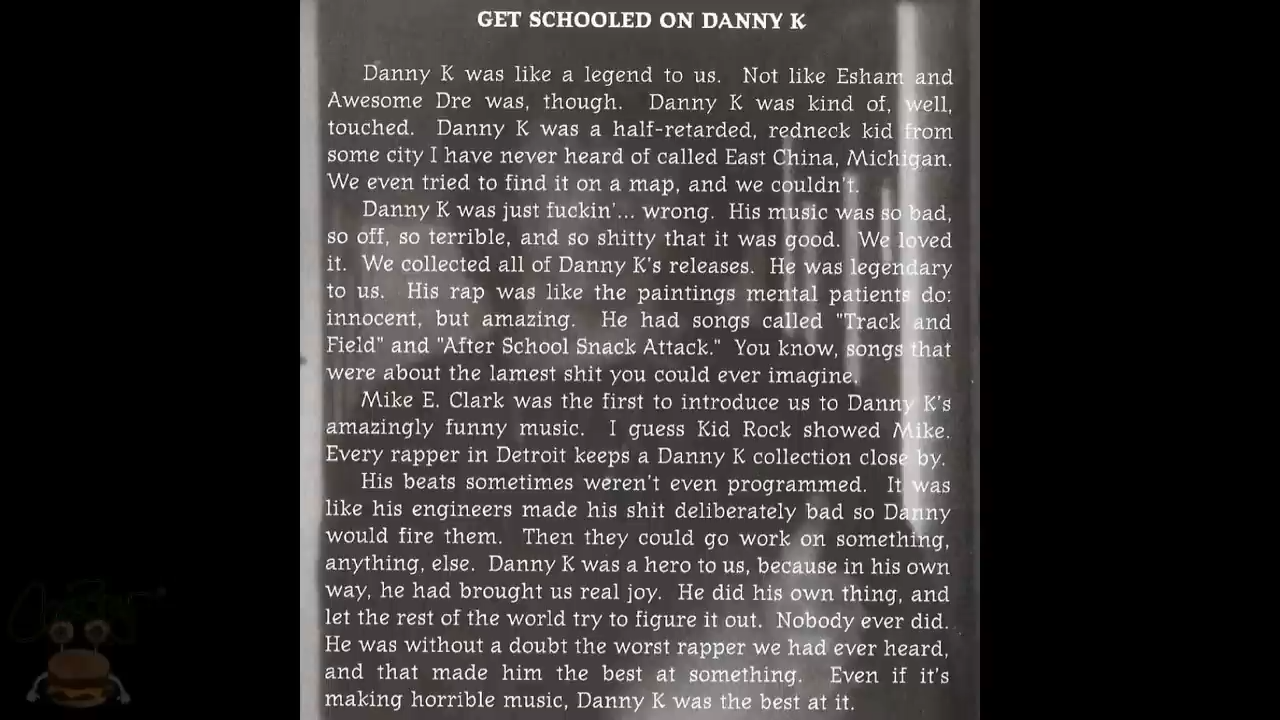 GET SCHOOLED ON DANNY K
Danny K was like a legend to us. Not like Esham and
Awesome Dre was, though. Danny K was kind of, well,
touched. Danny K was a half-retarded, redneck kid from
some city I have never heard of called East China, Michigan.
We even tried to find it on a map, and we couldn't.
Danny K was just fuckin'... wrong. His music was so bad,
so off, so terrible, and so shitty that it was good. We loved
it. We collected all of Danny K's releases. He was legendary
to us. His rap was like the paintings mental patients do:
innocent, but amazing. He had songs called "Track and
Field" and "After School Snack Attack." You know, songs that
were about the lamest shit you could ever imagine.
Mike E. Clark was the first to introduce us to Danny K's
amazingly funny music. I guess Kid Rock showed Mike.
Every rapper in Detroit keeps a Danny K collection close by.
His beats sometimes weren't even programmed. It was
like his engineers made his shit deliberately bad so Danny
would fire them. Then they could go work on something,
anything, else. Danny K was a hero to us, because in his own
way, he had brought us real joy. He did his own thing, and
let the rest of the world try to figure it out. Nobody ever did.
He was without a doubt the worst rapper we had ever heard,
and that made him the best at something. Even if it's
making horrible music, Danny K was the best at it.